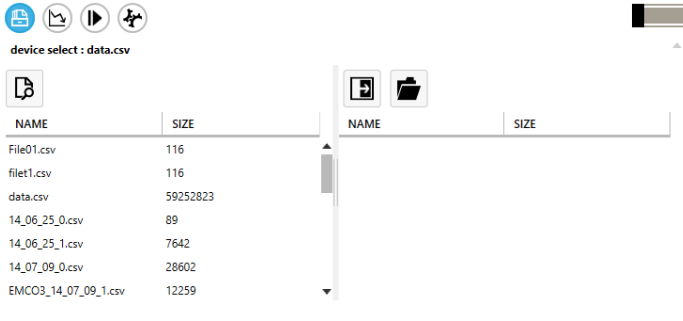 device select : data.csv
NAME SIZE NAME SIZE
File01.csv 116
filet1.csv 116
data.csv 59252823
14_06_25_0.csv 89
14_06_25_1.csv 7642
14_07_09_0.csv 28602
EMCO3_14_07_09_1.csv 12259